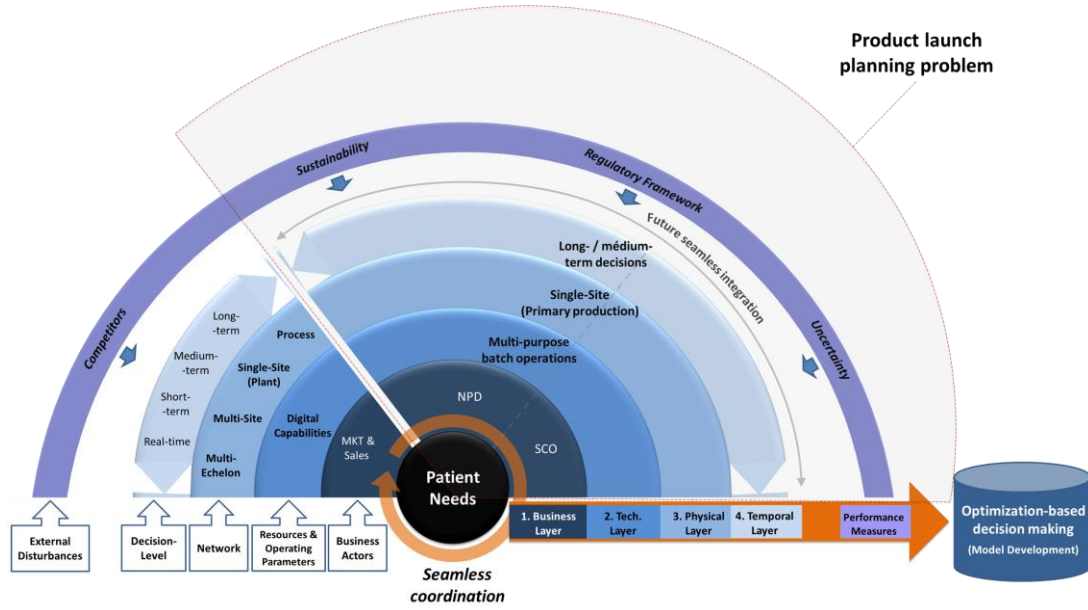 Product launch
planning problem
Sustainability
Regulatory Framework
Competitors
Uncertainty
Future seamless integration
Long- / médium-
term decisions
Single-Site
(Primary production)
Multi-purpose
batch operations
Long-
-term
Medium-
-term
Short-
-term
Real-time
Process
Single-Site
(Plant)
Multi-Site
Multi-
Echelon
Digital
Capabilities
MKT &
Sales
NPD
SCO
Patient
Needs
External
Disturbances
Decision-
Level
Network
Resources &
Operating
Parameters
Business
Actors
Seamless
coordination
1. Business
Layer
2. Tech.
Layer
3. Physical
Layer
4. Temporal
Layer
Performance
Measures
Optimization-based
decision making
(Model Development)